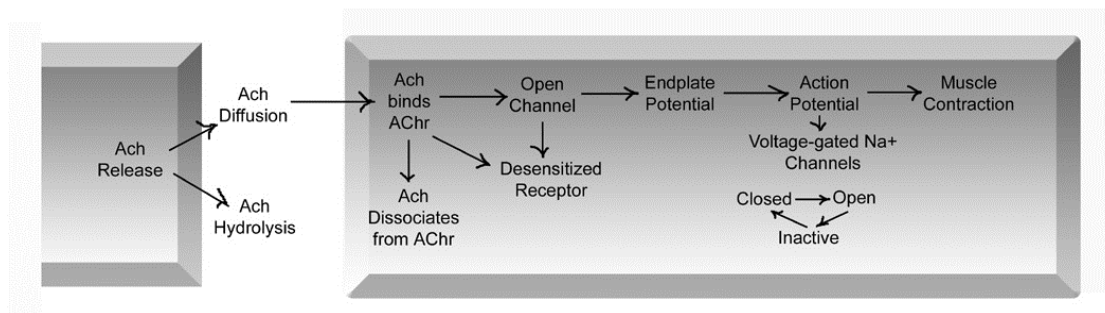 Ach
Release
Ach
Diffusion
Ach
Hydrolysis
Ach
binds
AChr
Open
Channel
Endplate
Potential
Action
Potential
Muscle
Contraction
Desensitized
Receptor
Ach
Dissociates
from AChr
Voltage-gated Na+
Channels
Closed
Open
Inactive